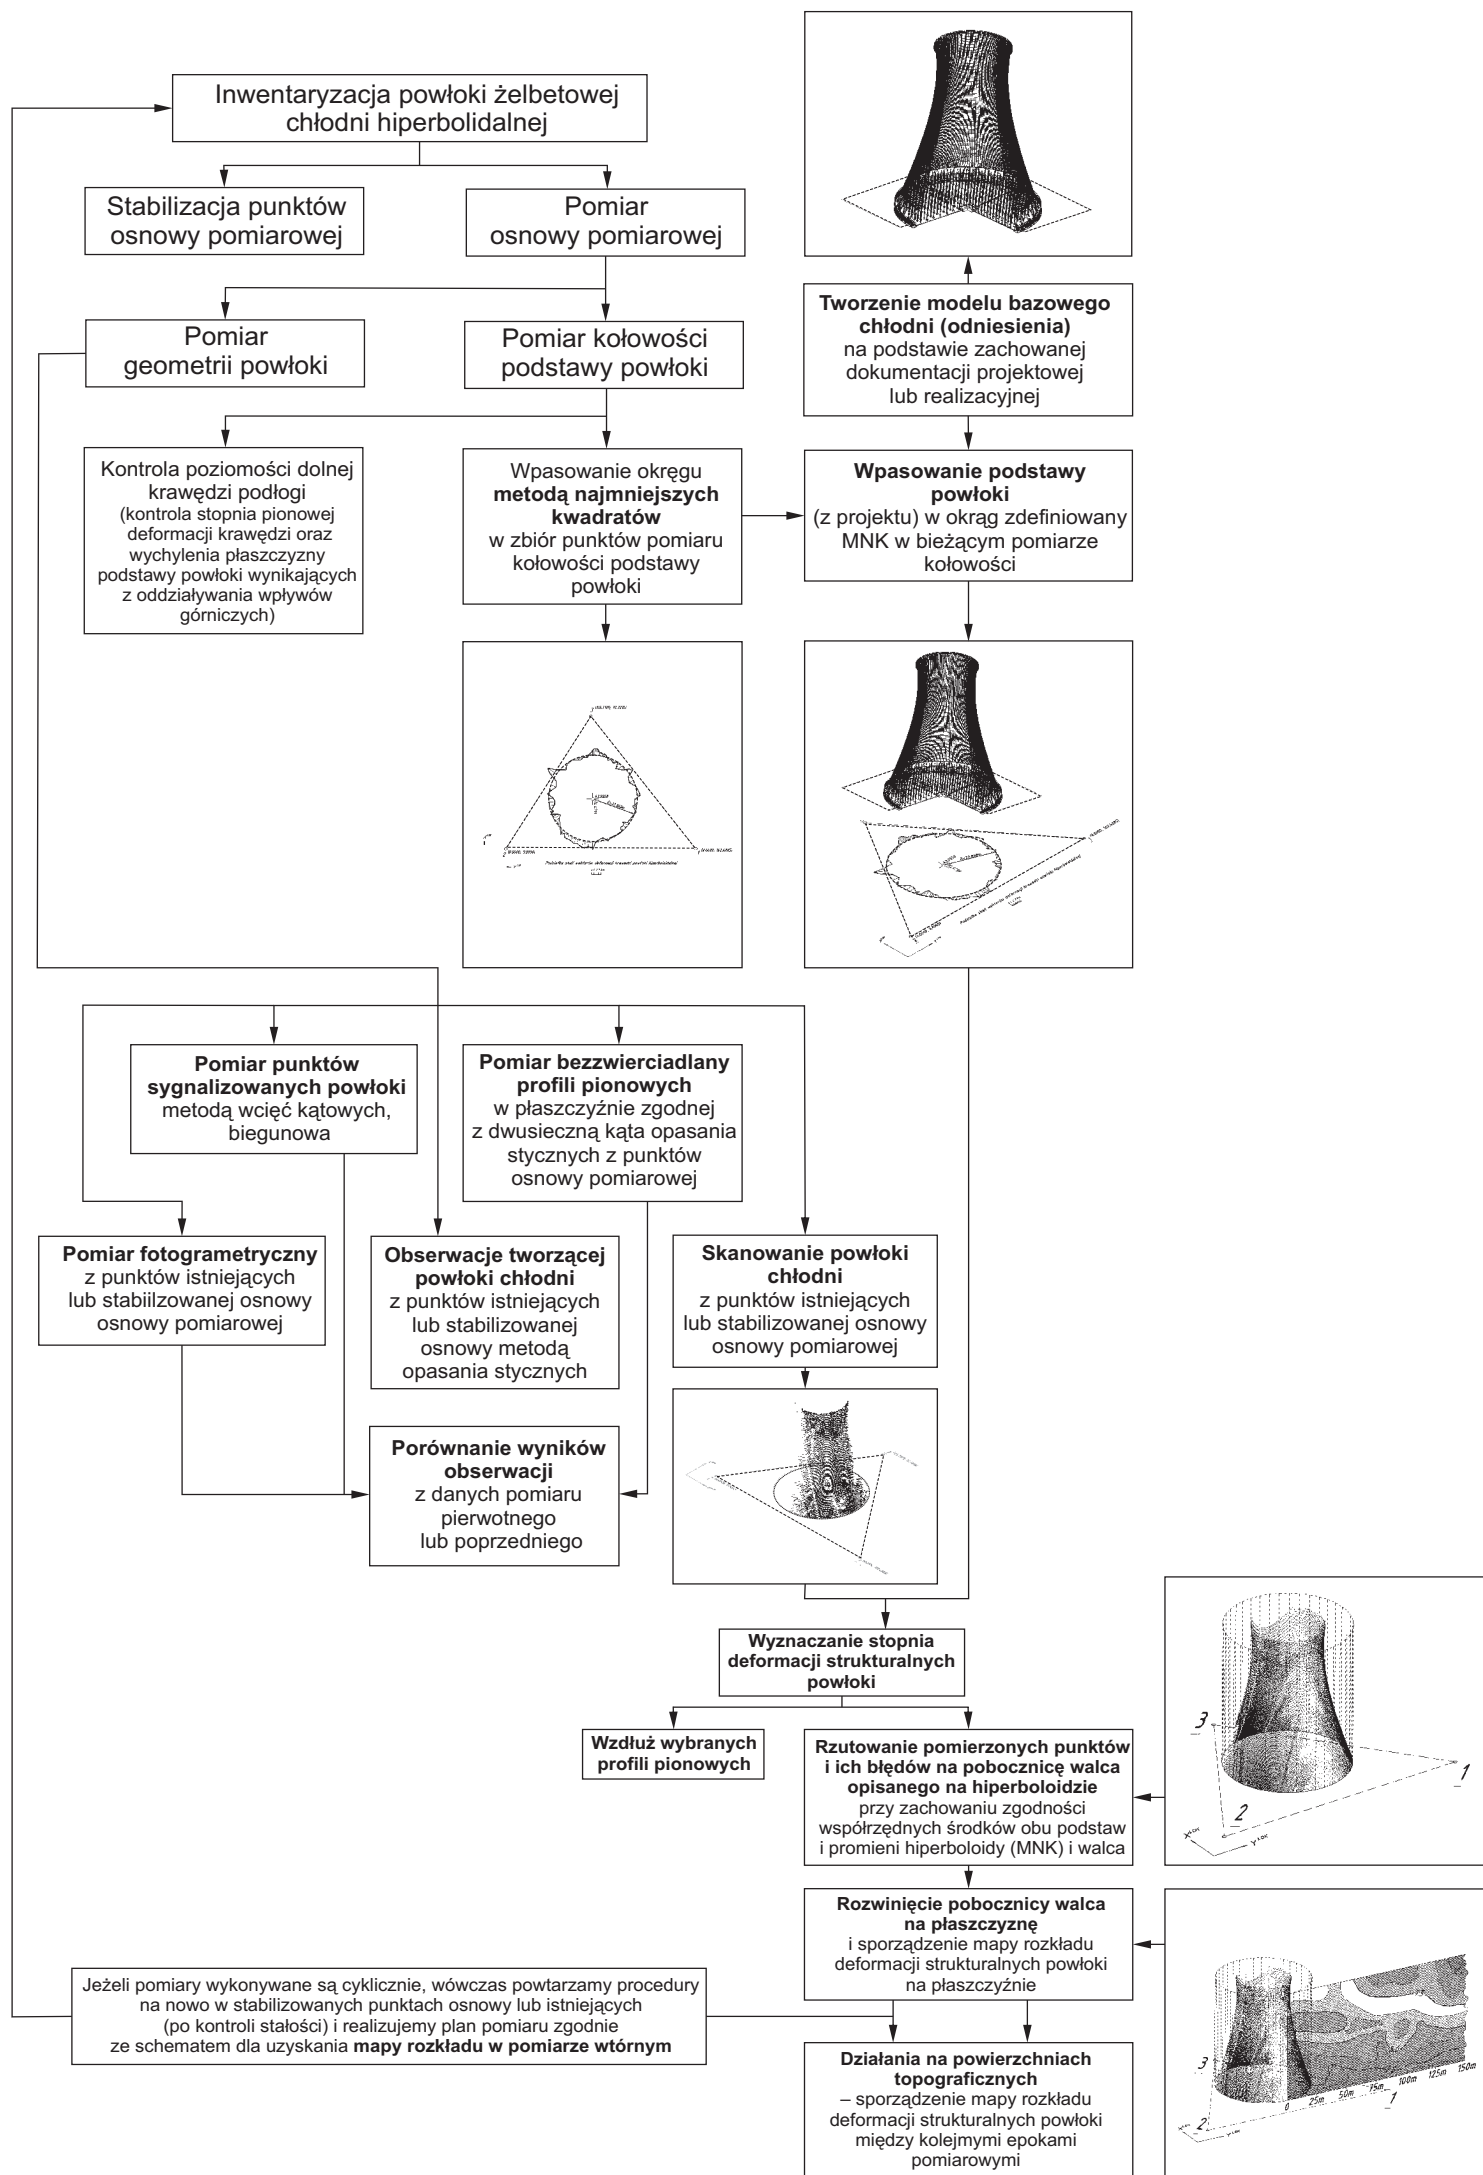 Inwentaryzacja powłoki żelbetowej
chłodni hiperbolidalnej
Stabilizacja punktów
osnowy pomiarowej
Pomiar
osnowy pomiarowej
Pomiar
geometrii powłoki
Pomiar kołowości
podstawy powłoki
Tworzenie modelu bazowego
chłodni (odniesienia)
na podstawie zachowanej
dokumentacji projektowej
lub realizacyjnej
Kontrola poziomości dolnej
krawędzi podłogi
(kontrola stopnia pionowej
deformacji krawędzi oraz
wychylenia płaszczyzny
podstawy powłoki wynikających
z oddziaływania wpływów
górniczych)
Wpasowanie okręgu
metodą najmniejszych
kwadratów
w zbiór punktów pomiaru
kołowości podstawy
powłoki
Wpasowanie podstawy
powłoki
(z projektu) w okrąg zdefiniowany
MNK w bieżącym pomiarze
kołowości
Pomiar punktów
sygnalizowanych powłoki
metodą wcięć kątowych,
biegunowa
Pomiar bezzwierciadlany
profili pionowych
w płaszczyźnie zgodnej
z dwusieczną kąta opasania
stycznych z punktów
osnowy pomiarowej
Pomiar fotogrametryczny
z punktów istniejących
lub stabiilzowanej osnowy
osnowy pomiarowej
Obserwacje tworzącej
powłoki chłodni
z punktów istniejących
lub stabilizowanej
osnowy metodą
opasania stycznych
Skanowanie powłoki
chłodni
z punktów istniejących
lub stabilizowanej osnowy
osnowy pomiarowej
Porównanie wyników
obserwacji
z danych pomiaru
pierwotnego
lub poprzedniego
Wyznaczanie stopnia
deformacji strukturalnych
powłoki
Wzdłuż wybranych
profili pionowych
Rzutowanie pomierzonych punktów
i ich błędów na pobocznicę walca
opisanego na hiperboloidzie
przy zachowaniu zgodności
współrzędnych środków obu podstaw
i promieni hiperboloidy (MNK) i walca
3
1
2
Rozwinięcie pobocznicy walca
na płaszczyznę
i sporządzenie mapy rozkładu
deformacji strukturalnych powłoki
na płaszczyźnie
Jeżeli pomiary wykonywane są cyklicznie, wówczas powtarzamy procedury
na nowo w stabilizowanych punktach osnowy lub istniejących
(po kontroli stałości) i realizujemy plan pomiaru zgodnie
ze schematem dla uzyskania mapy rozkładu w pomiarze wtórnym
Działania na powierzchniach
topograficznych
– sporządzenie mapy rozkładu
deformacji strukturalnych powłoki
między kolejmymi epokami
pomiarowymi
3
0 25m 50m 75m 100m 125m 150m
1
2